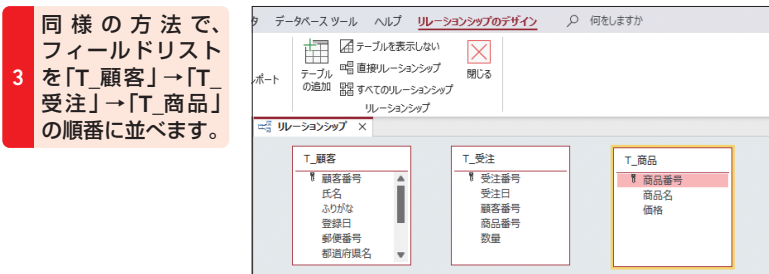 3
同様の方法で、
フィールドリスト
を「T_顧客」→「T_
受注」→「T_商品」
の順番に並べます。
タ データベース ツール ヘルプ リレーションシップのデザイン 何をしますか
ポート
テーブル
の追加
テーブルを表示しない
直接リレーションシップ
すべてのリレーションシップ
閉じる
リレーションシップ
リレーションシップ ×
T_顧客
顧客番号
氏名
ふりがな
登録日
郵便番号
都道府県名
T_受注
受注番号
受注日
顧客番号
商品番号
数量
T_商品
商品番号
商品名
価格